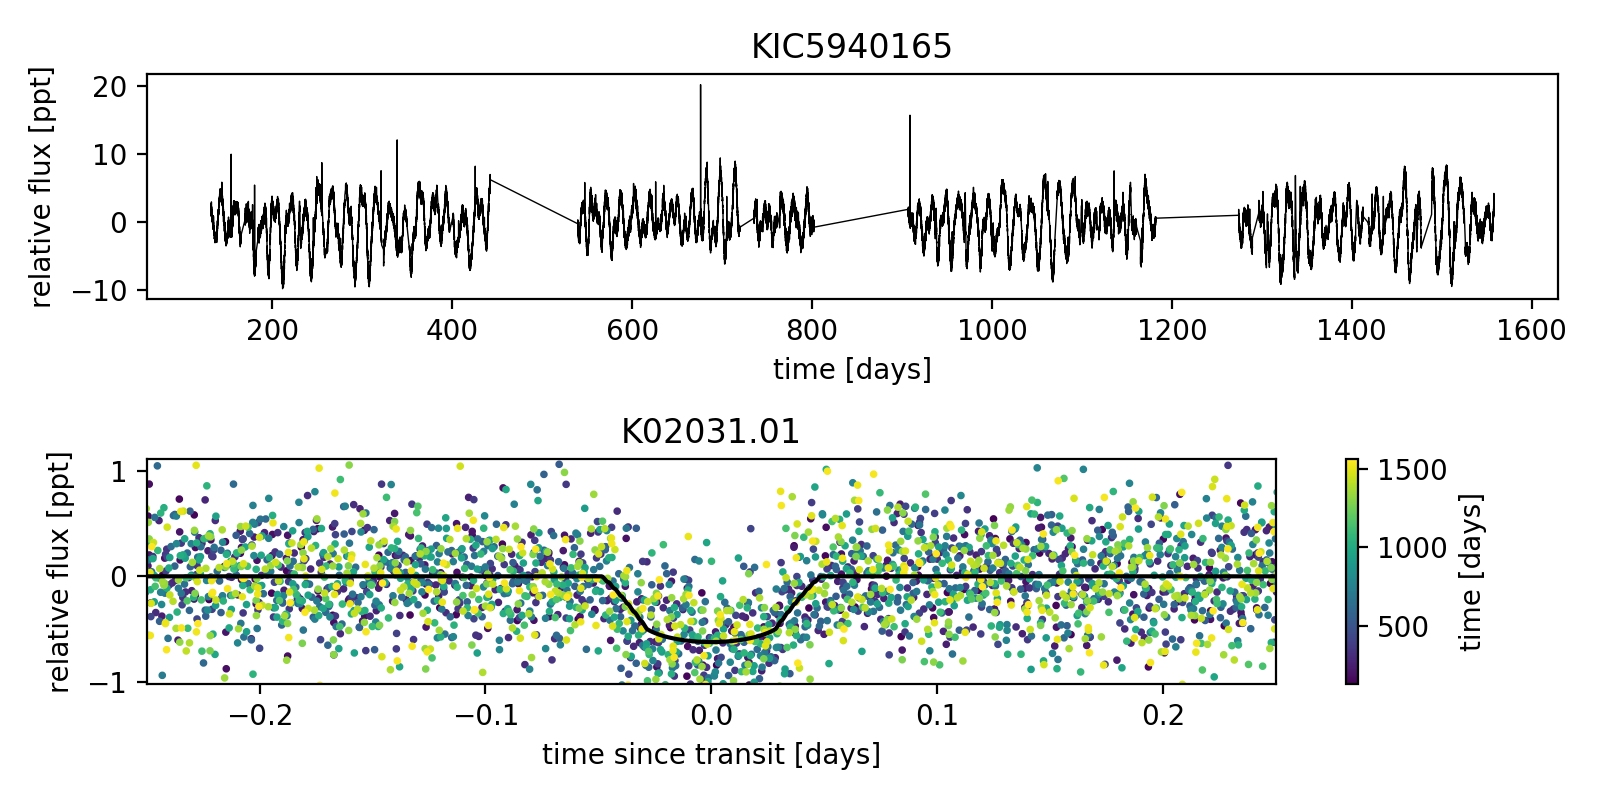 KIC5940165
relative flux [ppt]
20
10
0
−10
200 400 600 800 1000 1200 1400 1600
time [days]
K02031.01
relative flux [ppt]
1
0
−1
−0.2 −0.1 0.0 0.1 0.2
time since transit [days]
1500
1000
500
time [days]